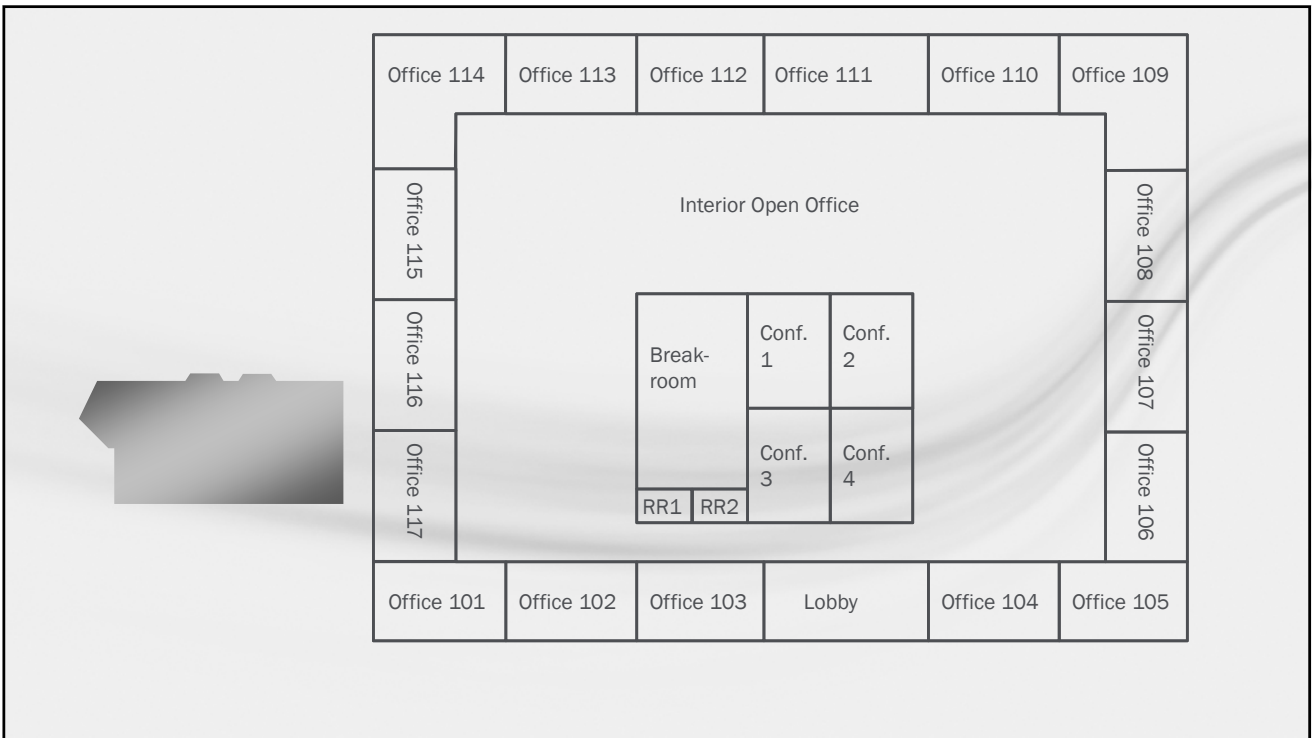 Office 114
Office 113
Office 112
Office 111
Office 110
Office 109
Office 115
Interior Open Office
Office 108
Office 116
Break-
room
Conf.
1
Conf.
2
Office 107
Office 117
Conf.
3
Conf.
4
Office 106
RR1
RR2
Office 101
Office 102
Office 103
Lobby
Office 104
Office 105